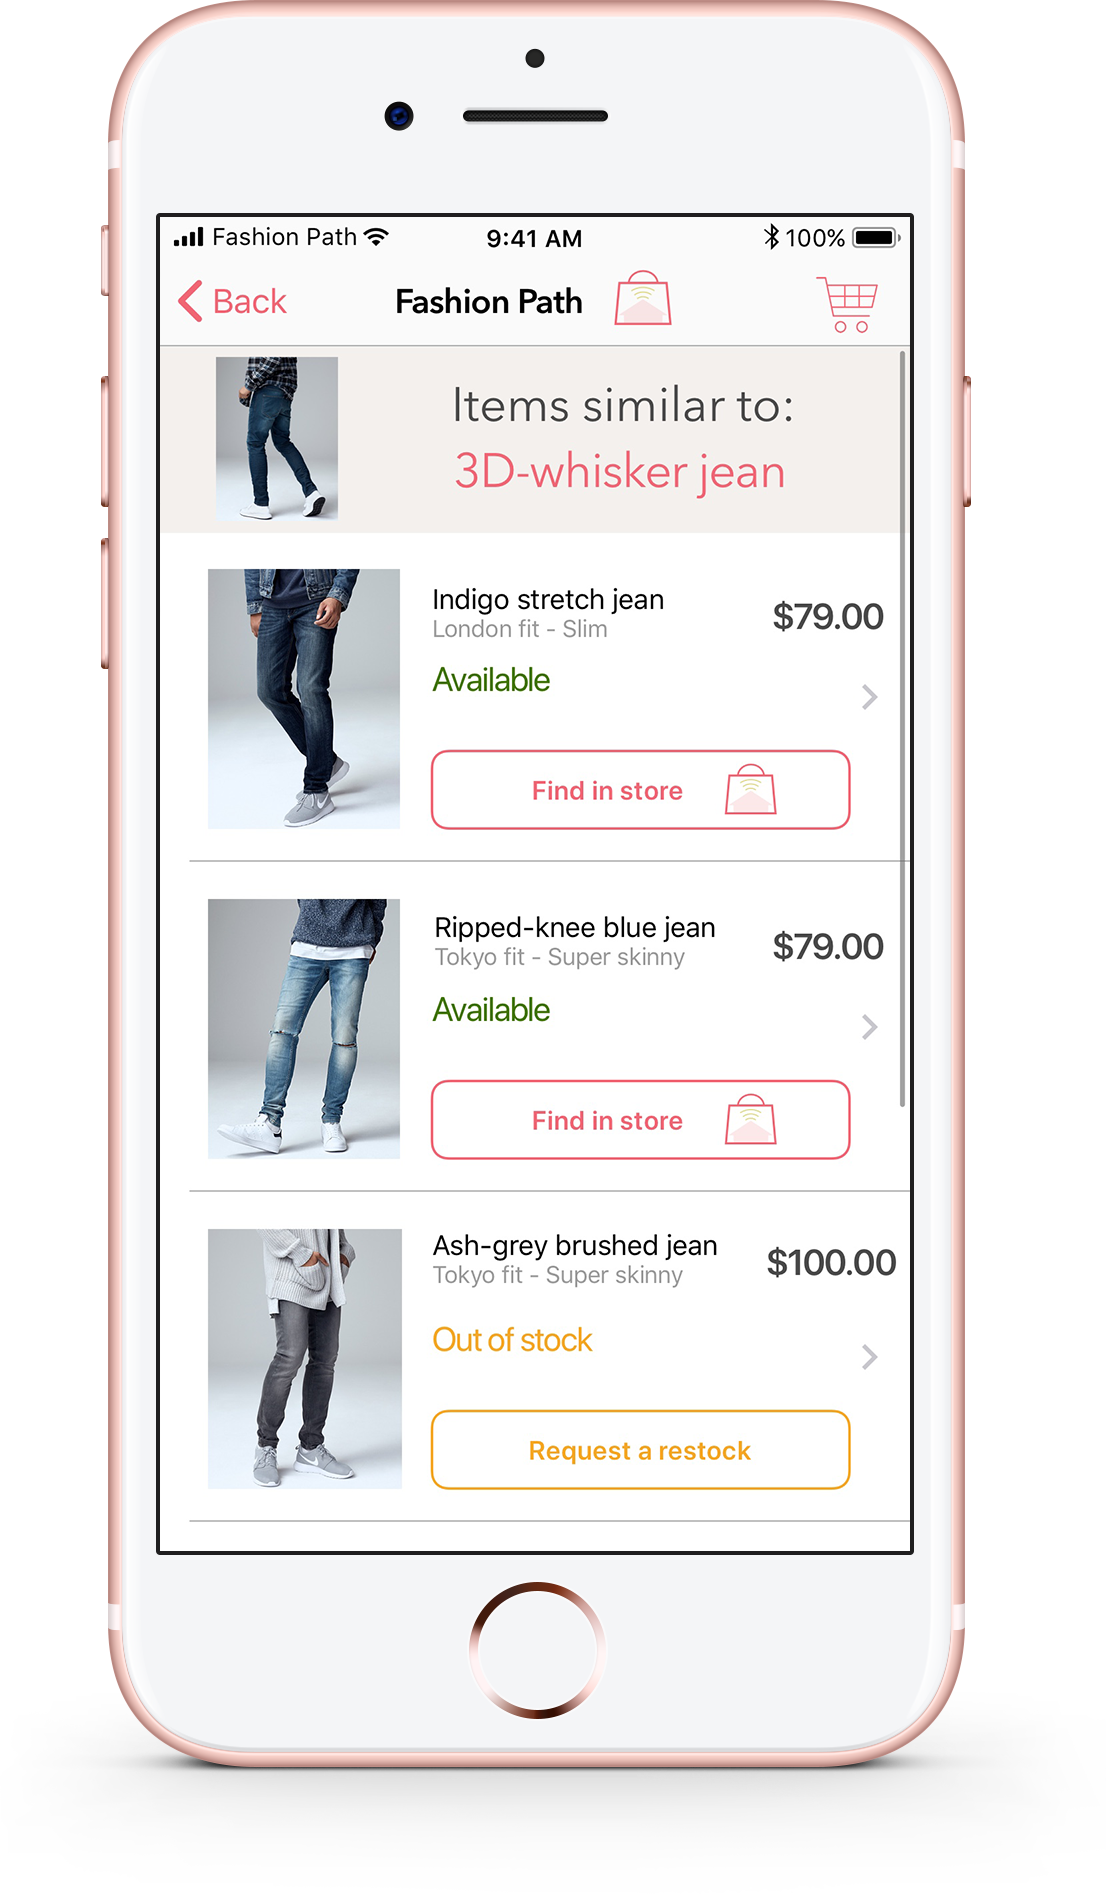 Fashion Path
9:41 AM
100%
Back
Fashion Path
Items similar to:
3D-whisker jean
Indigo stretch jean
$79.00
London fit - Slim
Available
Find in store
Ripped-knee blue jean
$79.00
Tokyo fit - Super skinny
Available
Find in store
Ash-grey brushed jean
$100.00
Tokyo fit - Super skinny
Out of stock
Request a restock